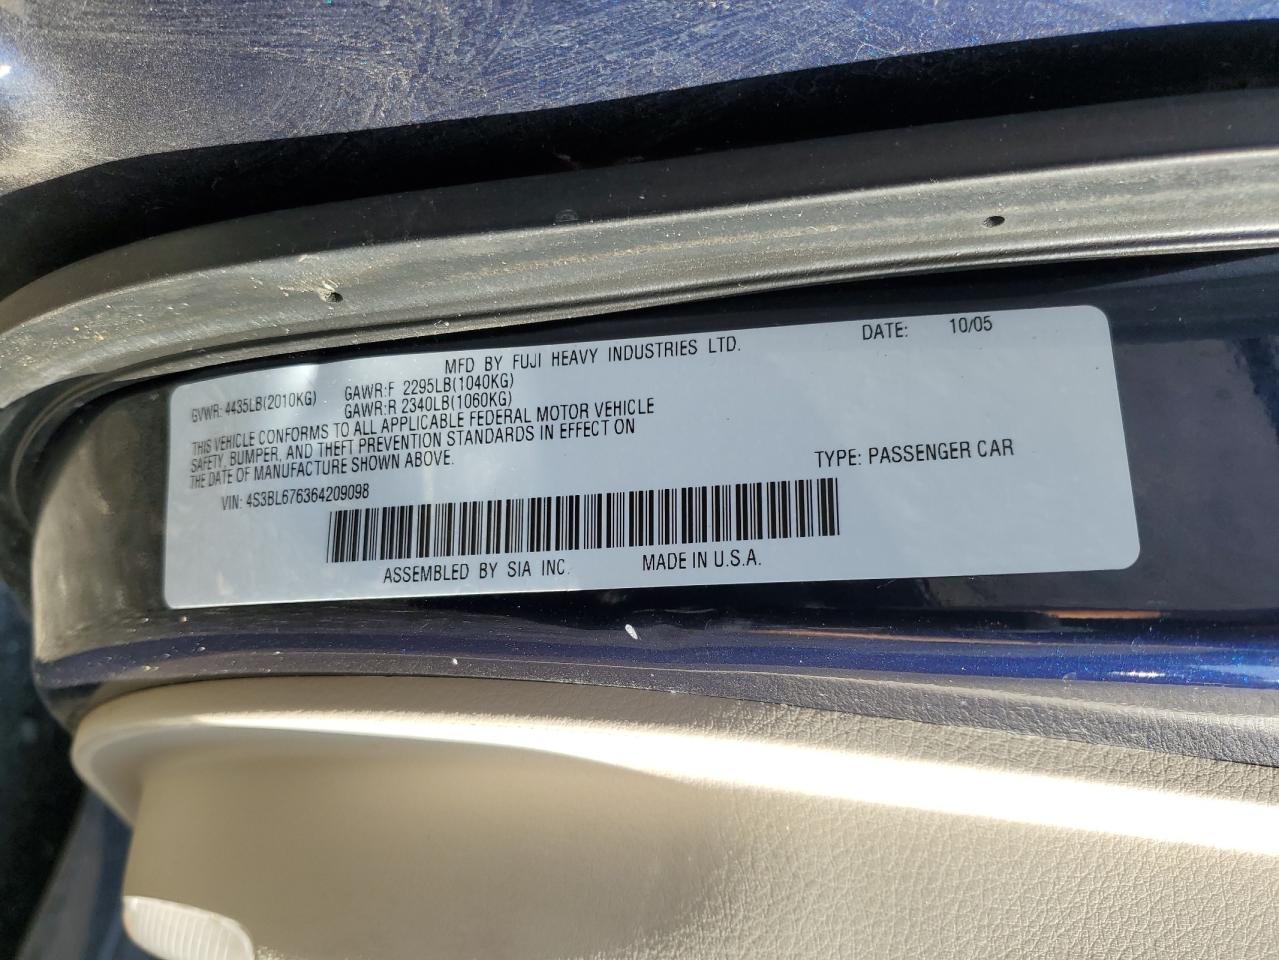 MFD BY FUJI HEAVY INDUSTRIES LTD. DATE: 10/05
GVWR: 4435LB(2010KG) GAWR:F 2295LB(1040KG)
GAWR:R 2340LB(1060KG)
THIS VEHICLE CONFORMS TO ALL APPLICABLE FEDERAL MOTOR VEHICLE
SAFETY, BUMPER, AND THEFT PREVENTION STANDARDS IN EFFECT ON
THE DATE OF MANUFACTURE SHOWN ABOVE.
VIN: 4S3BL676364209098 TYPE: PASSENGER CAR
ASSEMBLED BY SIA INC. MADE IN U.S.A.